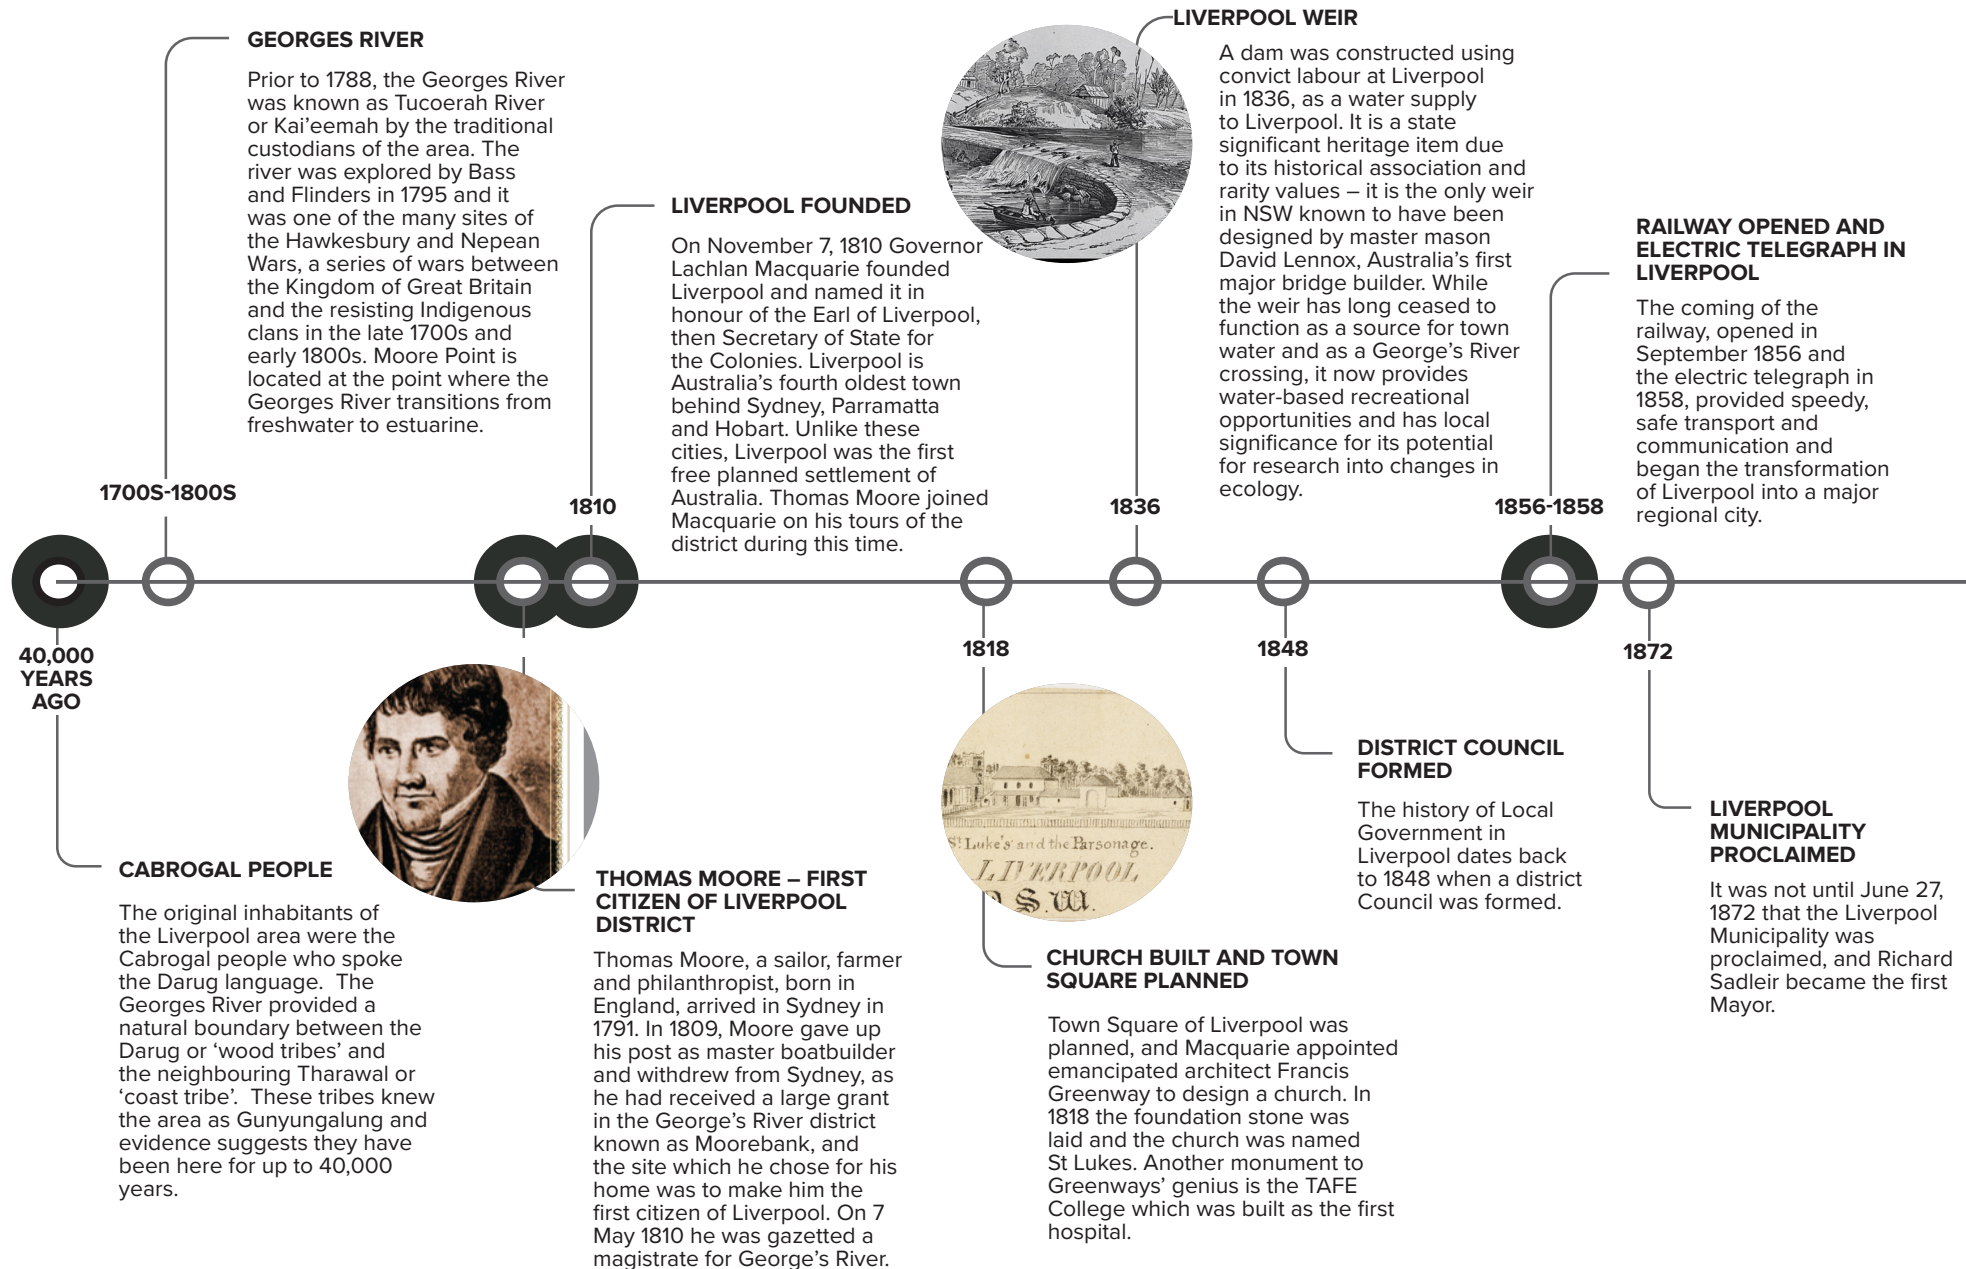 GEORGES RIVER
Prior to 1788, the Georges River
was known as Tucoerah River
or Kai’eemah by the traditional
custodians of the area. The
river was explored by Bass
and Flinders in 1795 and it
was one of the many sites of
the Hawkesbury and Nepean
Wars, a series of wars between
the Kingdom of Great Britain
and the resisting Indigenous
clans in the late 1700s and
early 1800s. Moore Point is
located at the point where the
Georges River transitions from
freshwater to estuarine.
1700S-1800S
LIVERPOOL FOUNDED
On November 7, 1810 Governor
Lachlan Macquarie founded
Liverpool and named it in
honour of the Earl of Liverpool,
then Secretary of State for
the Colonies. Liverpool is
Australia’s fourth oldest town
behind Sydney, Parramatta
and Hobart. Unlike these
cities, Liverpool was the first
free planned settlement of
Australia. Thomas Moore joined
Macquarie on his tours of the
district during this time.
1810
LIVERPOOL WEIR
A dam was constructed using
convict labour at Liverpool
in 1836, as a water supply
to Liverpool. It is a state
significant heritage item due
to its historical association and
rarity values – it is the only weir
in NSW known to have been
designed by master mason
David Lennox, Australia’s first
major bridge builder. While
the weir has long ceased to
function as a source for town
water and as a George’s River
crossing, it now provides
water-based recreational
opportunities and has local
significance for its potential
for research into changes in
ecology.
1836
RAILWAY OPENED AND
ELECTRIC TELEGRAPH IN
LIVERPOOL
The coming of the
railway, opened in
September 1856 and
the electric telegraph in
1858, provided speedy,
safe transport and
communication and
began the transformation
of Liverpool into a major
regional city.
1856-1858
40,000
YEARS
AGO
CABROGAL PEOPLE
The original inhabitants of
the Liverpool area were the
Cabrogal people who spoke
the Darug language.  The
Georges River provided a
natural boundary between the
Darug or ‘wood tribes’ and
the neighbouring Tharawal or
‘coast tribe’.  These tribes knew
the area as Gunyungalung and
evidence suggests they have
been here for up to 40,000
years.
THOMAS MOORE – FIRST
CITIZEN OF LIVERPOOL
DISTRICT
Thomas Moore, a sailor, farmer
and philanthropist, born in
England, arrived in Sydney in
1791. In 1809, Moore gave up
his post as master boatbuilder
and withdrew from Sydney, as
he had received a large grant
in the George’s River district
known as Moorebank, and
the site which he chose for his
home was to make him the
first citizen of Liverpool. On 7
May 1810 he was gazetted a
magistrate for George’s River.
1818
St Luke's and the Parsonage.
LIVERPOOL
S.W.
CHURCH BUILT AND TOWN
SQUARE PLANNED
Town Square of Liverpool was
planned, and Macquarie appointed
emancipated architect Francis
Greenway to design a church. In
1818 the foundation stone was
laid and the church was named
St Lukes. Another monument to
Greenways’ genius is the TAFE
College which was built as the first
hospital.
1848
DISTRICT COUNCIL
FORMED
The history of Local
Government in
Liverpool dates back
to 1848 when a district
Council was formed.
1872
LIVERPOOL
MUNICIPALITY
PROCLAIMED
It was not until June 27,
1872 that the Liverpool
Municipality was
proclaimed, and Richard
Sadleir became the first
Mayor.